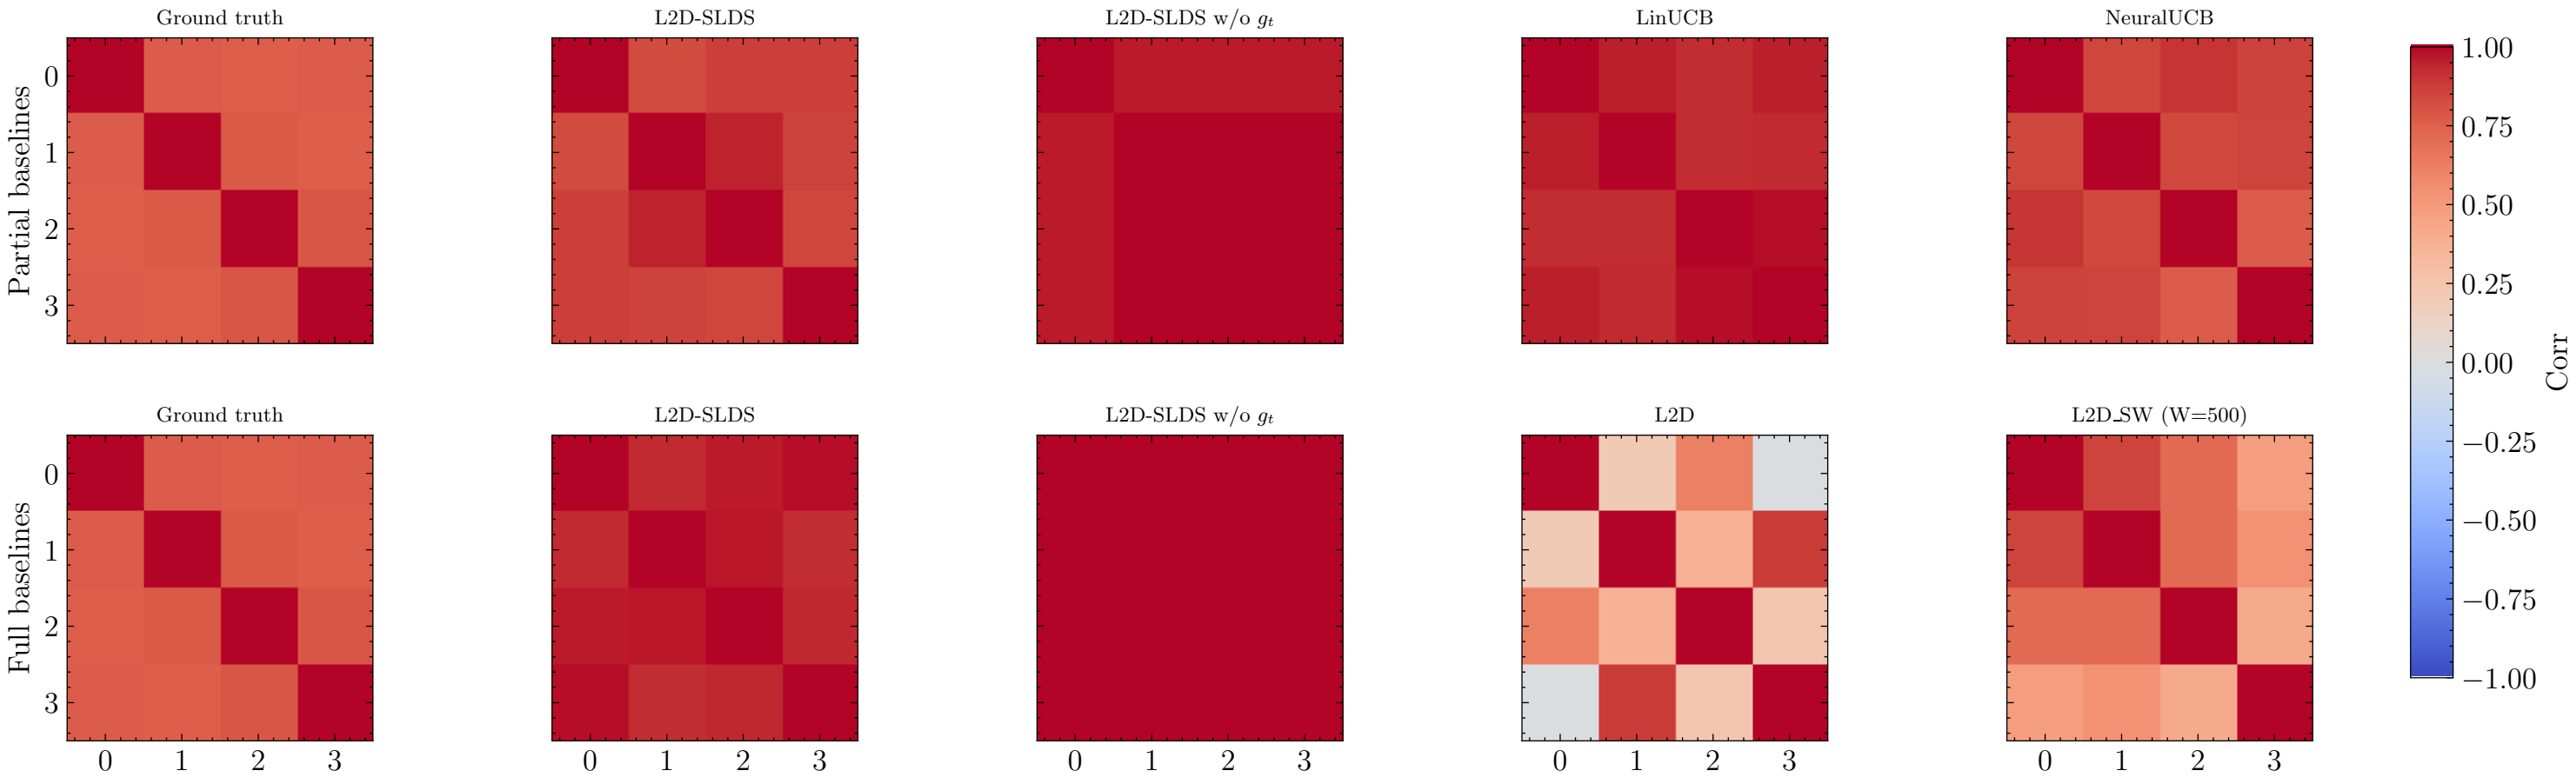 Ground truth
L2D-SLDS
L2D-SLDS w/o gₜ
LinUCB
NeuralUCB
Partial baselines
0
1
2
3
Ground truth
L2D-SLDS
L2D-SLDS w/o gₜ
L2D
L2D_SW (W=500)
Full baselines
0
1
2
3
0 1 2 3
0 1 2 3
0 1 2 3
0 1 2 3
0 1 2 3
1.00
0.75
0.50
0.25
0.00
−0.25
−0.50
−0.75
−1.00
Corr